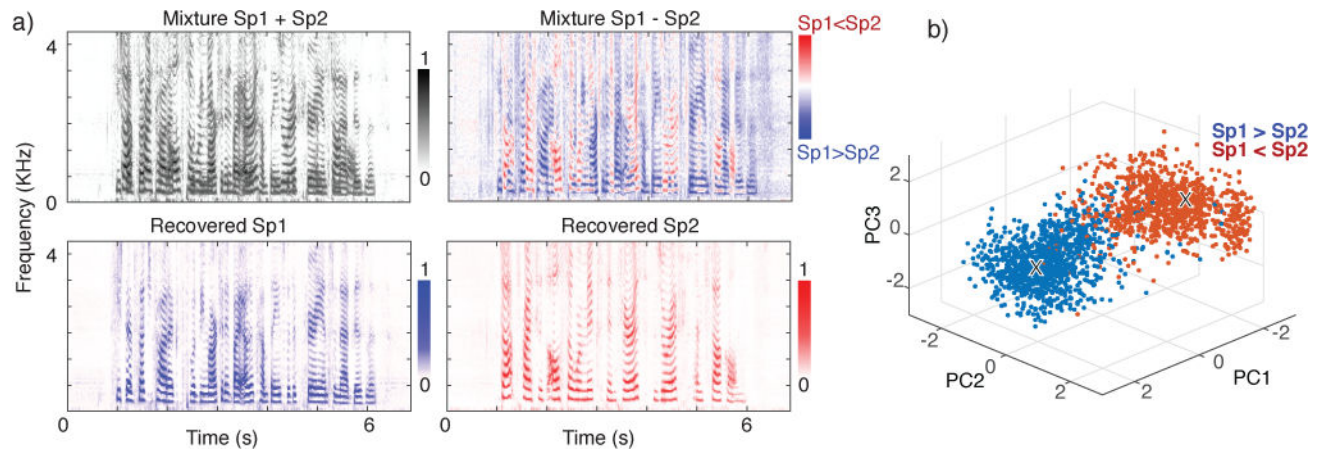 a)
Mixture Sp1 + Sp2
Mixture Sp1 - Sp2
Sp1<Sp2
Sp1>Sp2
4
0
1
0
Frequency (KHz)
Recovered Sp1
Recovered Sp2
4
1
0
1
0
0
6
0
6
Time (s)
Time (s)
b)
Sp1 > Sp2
Sp1 < Sp2
X
X
2
0
-2
PC3
-2
0
2
PC2
-2
0
2
PC1